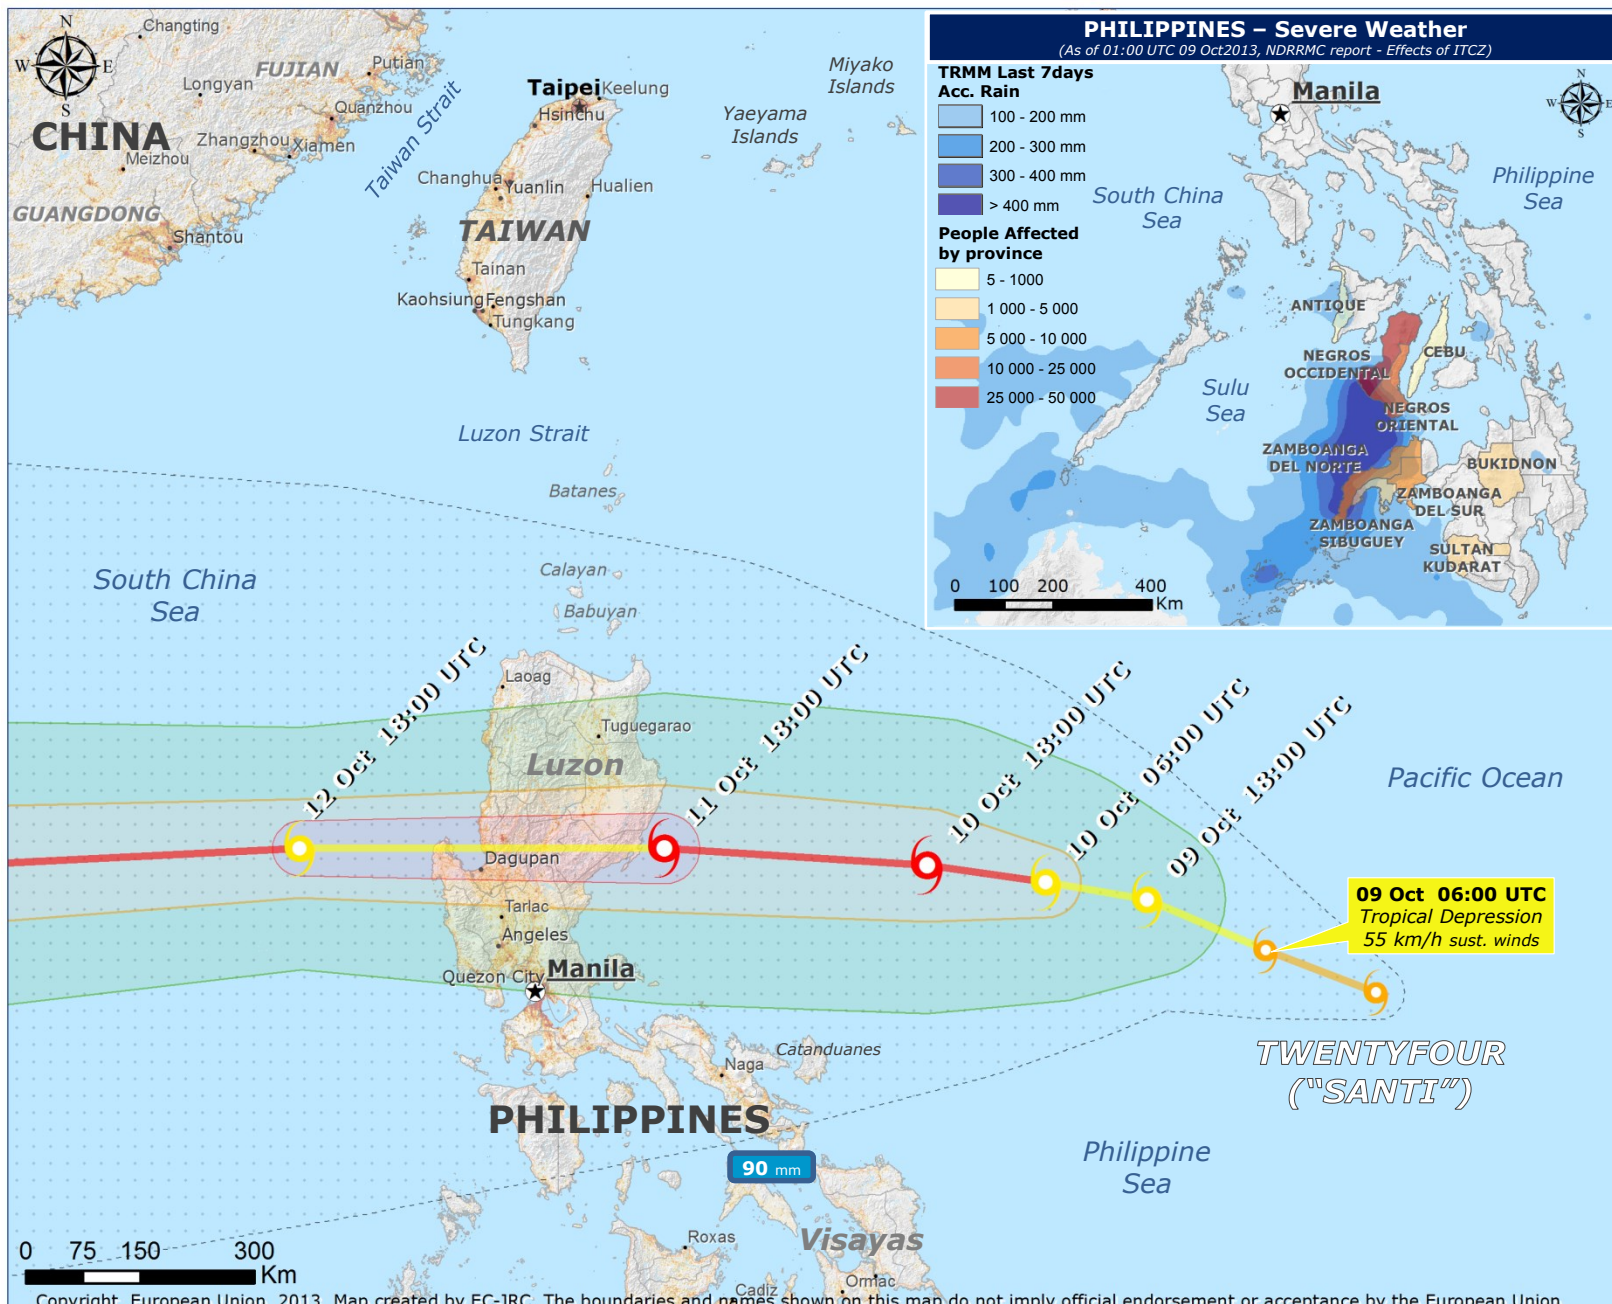 PHILIPPINES – Severe Weather
(As of 01:00 UTC 09 Oct2013, NDRRMC report - Effects of ITCZ)
TRMM Last 7days
Acc. Rain
100 - 200 mm
200 - 300 mm
300 - 400 mm
> 400 mm
People Affected
by province
5 - 1000
1 000 - 5 000
5 000 - 10 000
10 000 - 25 000
25 000 - 50 000
Manila
N
W
E
S
South China
Sea
Philippine
Sea
ANTIQUE
NEGROS
OCCIDENTAL
CEBU
Sulu
Sea
NEGROS
ORIENTAL
ZAMBOANGA
DEL NORTE
BUKIDNON
ZAMBOANGA
DEL SUR
ZAMBOANGA
SIBUGUEY
SULTAN
KUDARAT
0 100 200 400
Km
N
W
E
S
Changting
FUJIAN
Putian
Longyan
Quanzhou
CHINA
Zhangzhou
Xiamen
Meizhou
GUANGDONG
Shantou
Taiwan Strait
Taipei
Keelung
Hsinchu
Miyako
Islands
Yaeyama
Islands
Changhua
Yuanlin
Hualien
TAIWAN
Tainan
Kaohsiung
Fengshan
Tungkang
Luzon Strait
Batanes
South China
Sea
Calayan
Babuyan
Laoag
Tuguegarao
Luzon
12 Oct 18:00 UTC
11 Oct 18:00 UTC
10 Oct 18:00 UTC
10 Oct 06:00 UTC
09 Oct 18:00 UTC
Pacific Ocean
Dagupan
Tarlac
Angeles
Quezon City
Manila
09 Oct 06:00 UTC
Tropical Depression
55 km/h sust. winds
TWENTYFOUR
("SANTI")
Catanduanes
Naga
PHILIPPINES
90 mm
Philippine
Sea
Visayas
Roxas
Cadiz
Ormac
0 75 150 300
Km
Copyright, European Union, 2013. Map created by EC-JRC. The boundaries and names shown on this map do not imply official endorsement or acceptance by the European Union